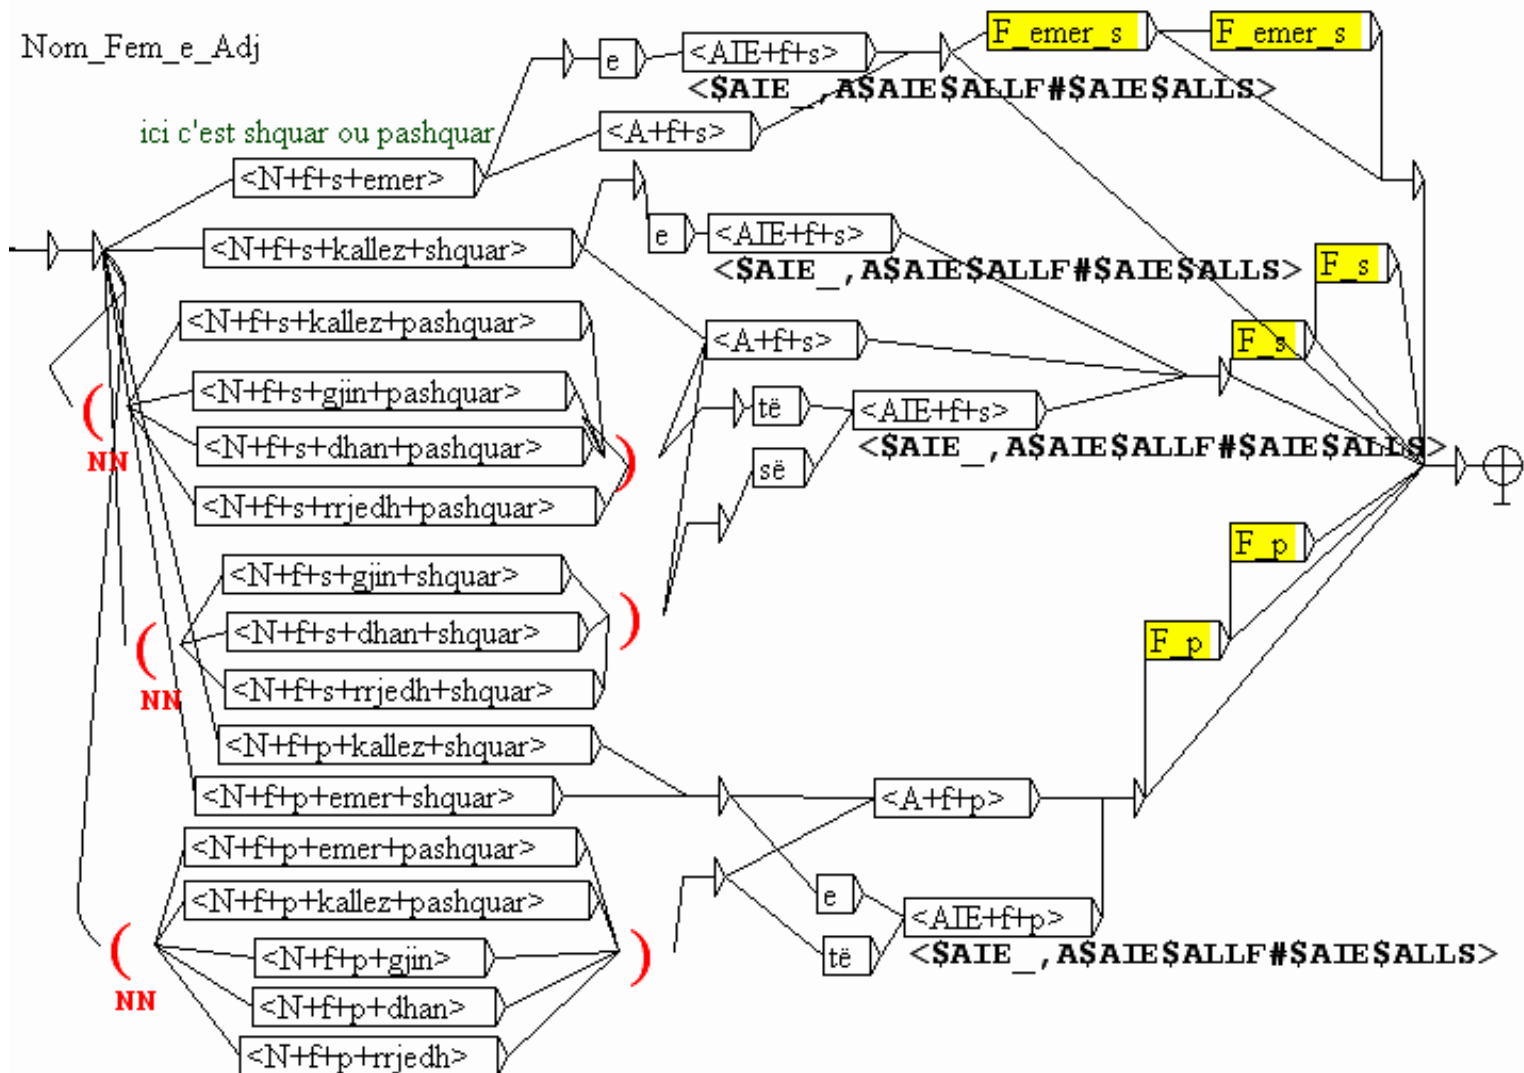 Nom_Fem_e_Adj
F_emer_s
F_emer_s
e
<AIE+f+s>
<$AIE_,A$AIE$ALLF#$AIE$ALLS>
ici c'est shquar ou pashquar
<A+f+s>
<N+f+s+emer>
<N+f+s+kallez+shquar>
e
<AIE+f+s>
<$AIE_,A$AIE$ALLF#$AIE$ALLS>
F_s
<N+f+s+kallez+pashquar>
<A+f+s>
F_s
<N+f+s+gjin+pashquar>
të
<AIE+f+s>
<$AIE_,A$AIE$ALLF#$AIE$ALLS>
(
NN
<N+f+s+dhan+pashquar>
)
së
<N+f+s+rrjedh+pashquar>
F_p
<N+f+s+gjin+shquar>
(
NN
<N+f+s+dhan+shquar>
)
F_p
<N+f+s+rrjedh+shquar>
<N+f+p+kallez+shquar>
<N+f+p+emer+shquar>
<A+f+p>
<N+f+p+emer+pashquar>
<N+f+p+kallez+pashquar>
e
<AIE+f+p>
<$AIE_,A$AIE$ALLF#$AIE$ALLS>
(
NN
<N+f+p+gjin>
)
të
<N+f+p+dhan>
<N+f+p+rrjedh>